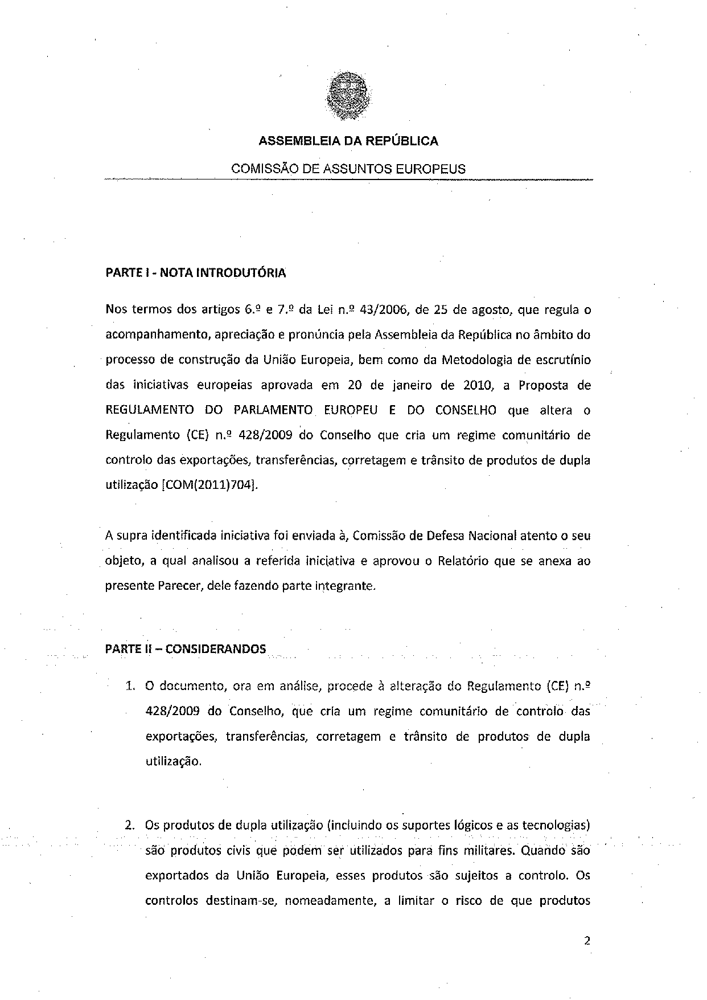 ASSEMBLEIA DA REPÚBLICA
COMISSÃO DE ASSUNTOS EUROPEUS
PARTE I - NOTA INTRODUTÓRIA
Nos termos dos artigos 6.º e 7.º da Lei n.º 43/2006, de 25 de agosto, que regula o
acompanhamento, apreciação e pronúncia pela Assembleia da República no âmbito do
processo de construção da União Europeia, bem como da Metodologia de escrutínio
das iniciativas europeias aprovada em 20 de janeiro de 2010, a Proposta de
REGULAMENTO DO PARLAMENTO EUROPEU E DO CONSELHO que altera o
Regulamento (CE) n.º 428/2009 do Conselho que cria um regime comunitário de
controlo das exportações, transferências, corretagem e trânsito de produtos de dupla
utilização [COM(2011)704].
A supra identificada iniciativa foi enviada à, Comissão de Defesa Nacional atento o seu
objeto, a qual analisou a referida iniciativa e aprovou o Relatório que se anexa ao
presente Parecer, dele fazendo parte integrante.
PARTE II – CONSIDERANDOS
1. O documento, ora em análise, procede à alteração do Regulamento (CE) n.º
428/2009 do Conselho, que cria um regime comunitário de controlo das
exportações, transferências, corretagem e trânsito de produtos de dupla
utilização.
2. Os produtos de dupla utilização (incluindo os suportes lógicos e as tecnologias)
são produtos civis que podem ser utilizados para fins militares. Quando são
exportados da União Europeia, esses produtos são sujeitos a controlo. Os
controlos destinam-se, nomeadamente, a limitar o risco de que produtos
2